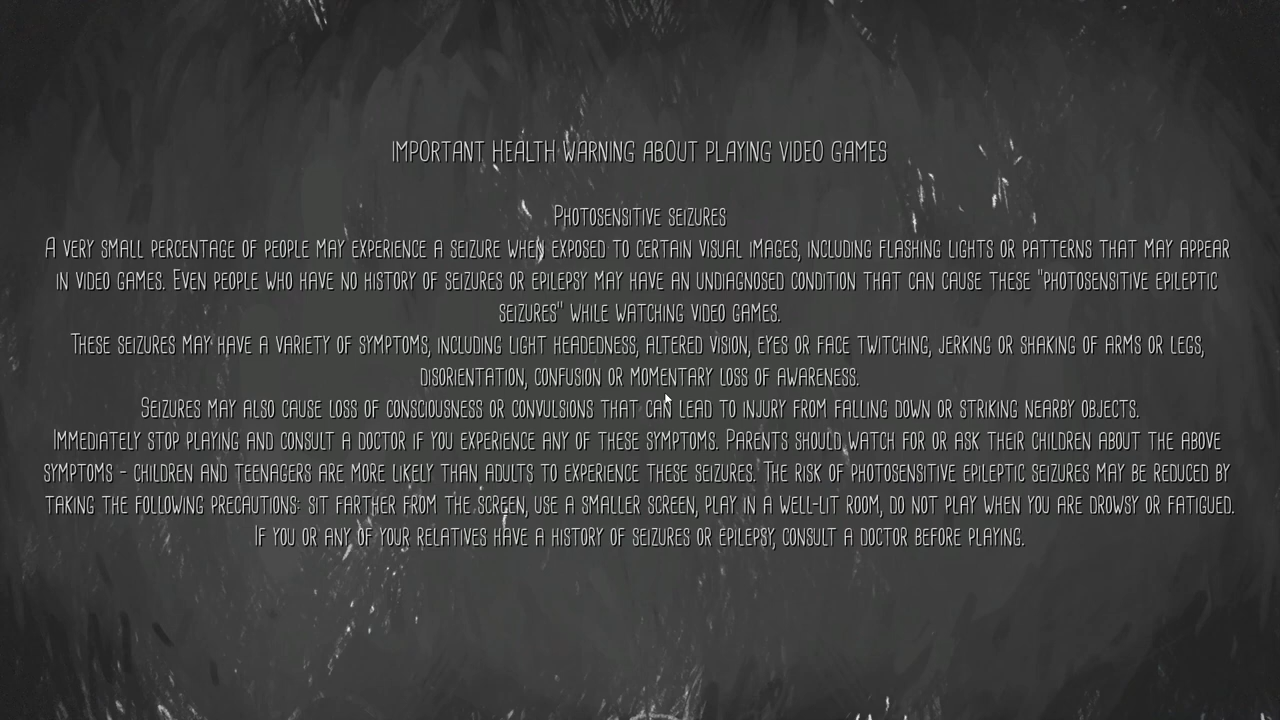 IMPORTANT HEALTH WARNING ABOUT PLAYING VIDEO GAMES
PHOTOSENSITIVE SEIZURES
A VERY SMALL PERCENTAGE OF PEOPLE MAY EXPERIENCE A SEIZURE WHEN EXPOSED TO CERTAIN VISUAL IMAGES, INCLUDING FLASHING LIGHTS OR PATTERNS THAT MAY APPEAR
IN VIDEO GAMES. EVEN PEOPLE WHO HAVE NO HISTORY OF SEIZURES OR EPILEPSY MAY HAVE AN UNDIAGNOSED CONDITION THAT CAN CAUSE THESE "PHOTOSENSITIVE EPILEPTIC
SEIZURES" WHILE WATCHING VIDEO GAMES.
THESE SEIZURES MAY HAVE A VARIETY OF SYMPTOMS, INCLUDING LIGHT HEADEDNESS, ALTERED VISION, EYES OR FACE TWITCHING, JERKING OR SHAKING OF ARMS OR LEGS,
DISORIENTATION, CONFUSION OR MOMENTARY LOSS OF AWARENESS.
SEIZURES MAY ALSO CAUSE LOSS OF CONSCIOUSNESS OR CONVULSIONS THAT CAN LEAD TO INJURY FROM FALLING DOWN OR STRIKING NEARBY OBJECTS.
IMMEDIATELY STOP PLAYING AND CONSULT A DOCTOR IF YOU EXPERIENCE ANY OF THESE SYMPTOMS. PARENTS SHOULD WATCH FOR OR ASK THEIR CHILDREN ABOUT THE ABOVE
SYMPTOMS - CHILDREN AND TEENAGERS ARE MORE LIKELY THAN ADULTS TO EXPERIENCE THESE SEIZURES. THE RISK OF PHOTOSENSITIVE EPILEPTIC SEIZURES MAY BE REDUCED BY
TAKING THE FOLLOWING PRECAUTIONS: SIT FARTHER FROM THE SCREEN, USE A SMALLER SCREEN, PLAY IN A WELL-LIT ROOM, DO NOT PLAY WHEN YOU ARE DROWSY OR FATIGUED.
IF YOU OR ANY OF YOUR RELATIVES HAVE A HISTORY OF SEIZURES OR EPILEPSY, CONSULT A DOCTOR BEFORE PLAYING.